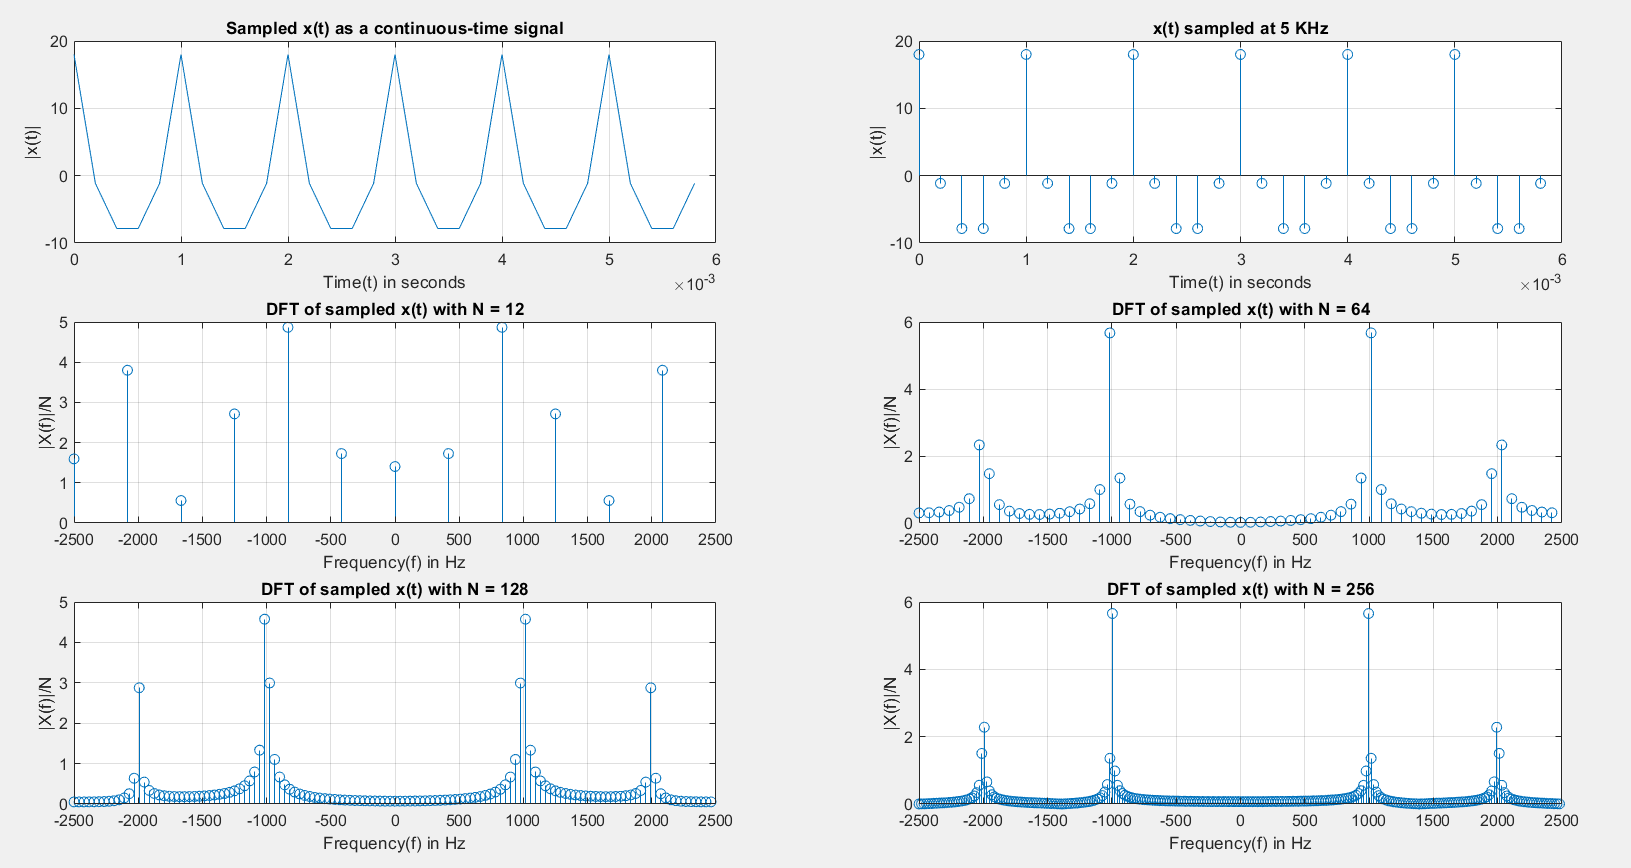 Sampled x(t) as a continuous-time signal
20
10
0
-10
|x(t)|
0 1 2 3 4 5 6
Time(t) in seconds
×10-3
x(t) sampled at 5 KHz
20
10
0
-10
|x(t)|
0 1 2 3 4 5 6
Time(t) in seconds
×10-3
DFT of sampled x(t) with N = 12
5
4
3
2
1
0
|X(f)|/N
-2500 -2000 -1500 -1000 -500 0 500 1000 1500 2000 2500
Frequency(f) in Hz
DFT of sampled x(t) with N = 64
6
4
2
0
|X(f)|/N
-2500 -2000 -1500 -1000 -500 0 500 1000 1500 2000 2500
Frequency(f) in Hz
DFT of sampled x(t) with N = 128
5
4
3
2
1
0
|X(f)|/N
-2500 -2000 -1500 -1000 -500 0 500 1000 1500 2000 2500
Frequency(f) in Hz
DFT of sampled x(t) with N = 256
6
4
2
0
|X(f)|/N
-2500 -2000 -1500 -1000 -500 0 500 1000 1500 2000 2500
Frequency(f) in Hz